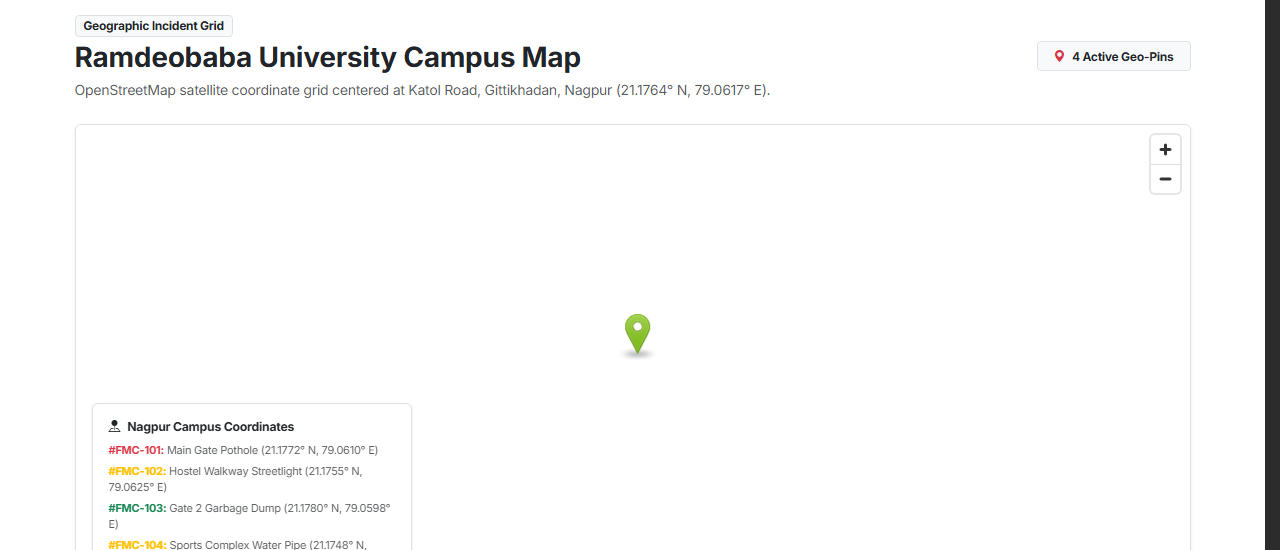 Geographic Incident Grid
Ramdeobaba University Campus Map
4 Active Geo-Pins
OpenStreetMap satellite coordinate grid centered at Katol Road, Gittikhadan, Nagpur (21.1764° N, 79.0617° E).
+
−
Nagpur Campus Coordinates
#FMC-101: Main Gate Pothole (21.1772° N, 79.0610° E)
#FMC-102: Hostel Walkway Streetlight (21.1755° N,
79.0625° E)
#FMC-103: Gate 2 Garbage Dump (21.1780° N, 79.0598°
E)
#FMC-104: Sports Complex Water Pipe (21.1748° N,